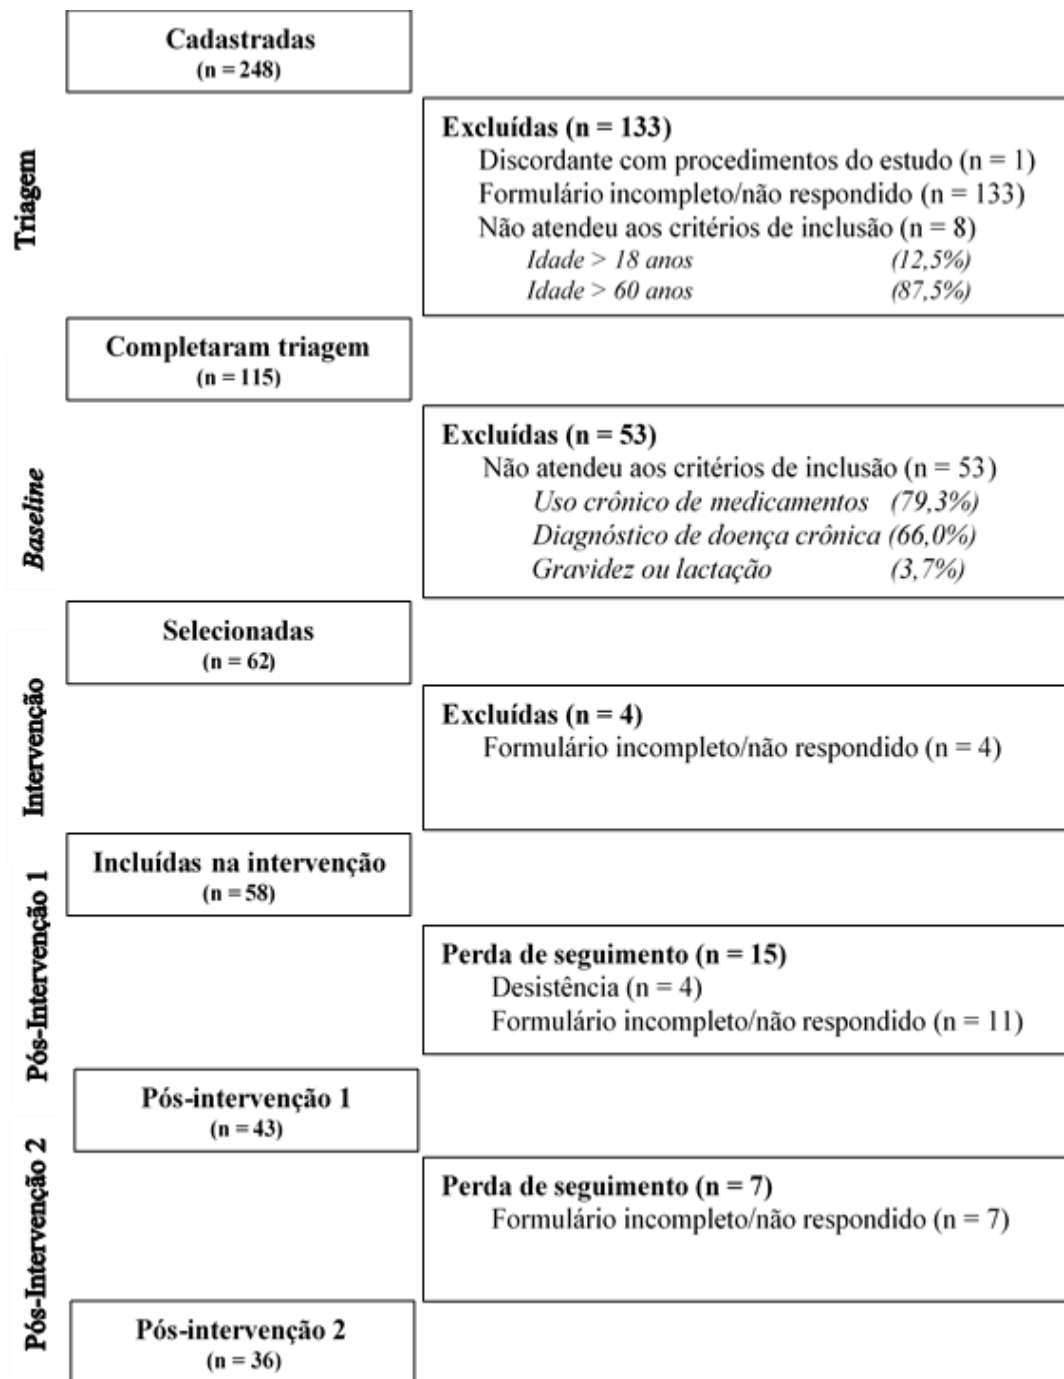 Cadastradas
(n = 248)
Triagem
Excluídas (n = 133)
Discordante com procedimentos do estudo (n = 1)
Formulário incompleto/não respondido (n = 133)
Não atendeu aos critérios de inclusão (n = 8)
Idade > 18 anos (12,5%)
Idade > 60 anos (87,5%)
Completaram triagem
(n = 115)
Baseline
Excluídas (n = 53)
Não atendeu aos critérios de inclusão (n = 53)
Uso crônico de medicamentos (79,3%)
Diagnóstico de doença crônica (66,0%)
Gravidez ou lactação (3,7%)
Selecionadas
(n = 62)
Intervenção
Excluídas (n = 4)
Formulário incompleto/não respondido (n = 4)
Incluídas na intervenção
(n = 58)
Pós-Intervenção 1
Perda de seguimento (n = 15)
Desistência (n = 4)
Formulário incompleto/não respondido (n = 11)
Pós-intervenção 1
(n = 43)
Pós-Intervenção 2
Perda de seguimento (n = 7)
Formulário incompleto/não respondido (n = 7)
Pós-intervenção 2
(n = 36)